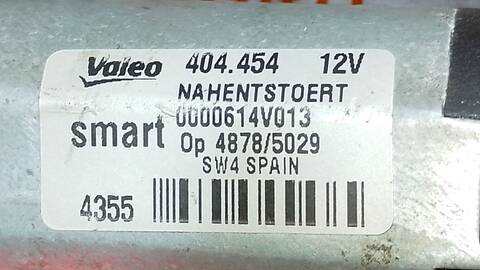 Valeo 404.454 12V
NAHENTSTOERT
0000614V013
smart Op 4878/5029
SW4 SPAIN
4355